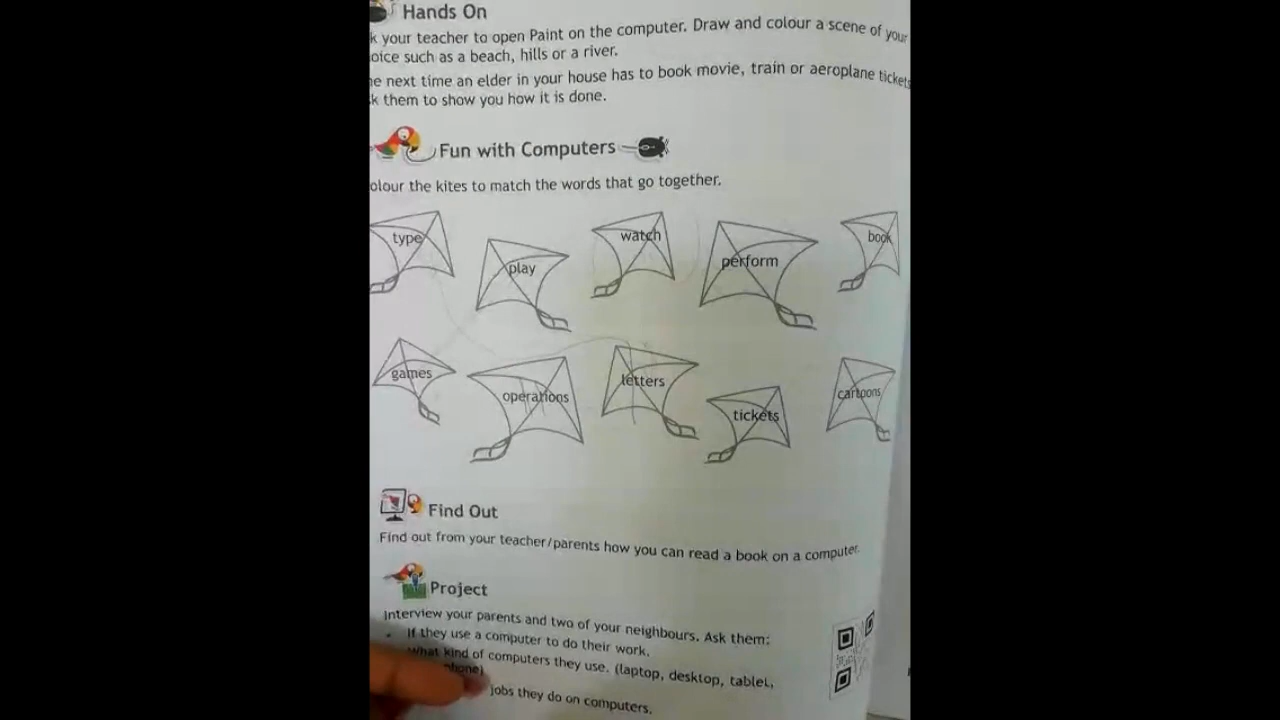 Hands On
k your teacher to open Paint on the computer. Draw and colour a scene of your
oice such as a beach, hills or a river.
e next time an elder in your house has to book movie, train or aeroplane tickets
k them to show you how it is done.
Fun with Computers
olour the kites to match the words that go together.
type
play
watch
perform
book
games
operations
letters
tickets
cartoons
Find Out
Find out from your teacher/parents how you can read a book on a computer.
Project
Interview your parents and two of your neighbours. Ask them:
• If they use a computer to do their work.
what kind of computers they use. (laptop, desktop, tablet,
phone)
jobs they do on computers.